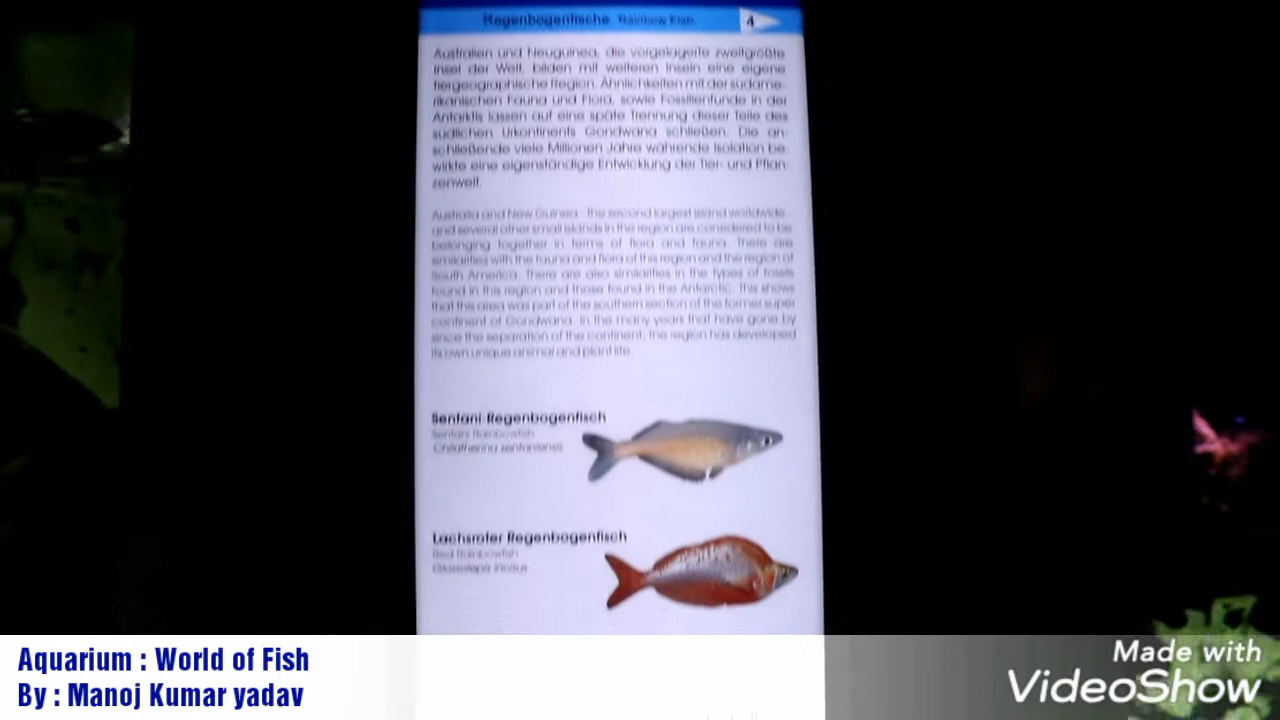 Regenbogenfische Rainbow Fish 4
Australien und Neuguinea, die vorgelagerte zweitgrößte
Insel der Welt, bilden mit weiteren Inseln eine eigene
tiergeographische Region. Ähnlichkeiten mit der südame-
rikanischen Fauna und Flora, sowie Fossilienfunde in der
Antarktis lassen auf eine späte Trennung dieser Teile des
südlichen Urkontinents Gondwana schließen. Die an-
schließende viele Millionen Jahre währende Isolation be-
wirkte eine eigenständige Entwicklung der Tier- und Pflan-
zenwelt.
Australia and New Guinea - the second largest island worldwide -
and several other small islands in the region are considered to be
belonging together in terms of flora and fauna. There are
similarities with the fauna and flora of this region and the region of
South America. There are also similarities in the types of fossils
found in this region and those found in the Antarctic. This shows
that this area was part of the southern section of the former super
continent of Gondwana. In the many years that have gone by
since the separation of the continent, the region has developed
its own unique animal and plant life.
Sentani-Regenbogenfisch
Sentani Rainbowfish
Chilatherina sentaniensis
Lachsroter Regenbogenfisch
Red Rainbowfish
Glossolepis incisus
Aquarium : World of Fish
By : Manoj Kumar yadav
Made with
VideoShow